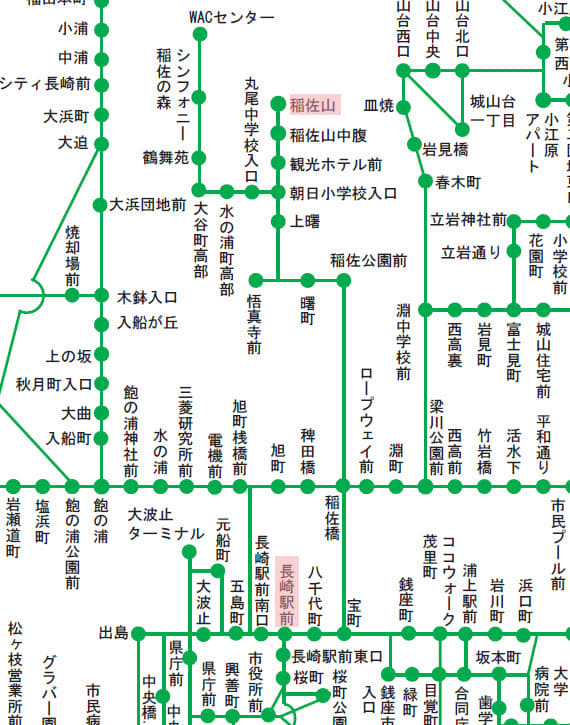 福田本町
小浦
中浦
シティ長崎前
大浜町
大迫
大浜団地前
焼却場前
木鉢入口
入船が丘
上の坂
秋月町入口
大曲
入船町
WACセンター
稲佐の森
シンフォニー
鶴舞苑
丸尾中学校入口
大谷町高部
水の浦町高部
稲佐山
稲佐山中腹
観光ホテル前
朝日小学校入口
上曙
稲佐公園前
悟真寺前
曙町
山台西口
山台中央
山台北口
皿焼
城山台
一丁目
岩見橋
春木町
小江
第
西
小江原
アパート
立岩神社前
立岩通り
花園町
小学校前
淵中学校前
西高裏
岩見町
富士見町
城山住宅前
飽の浦神社前
水の浦
三菱研究所前
電機前
旭町桟橋前
旭町
稗田橋
ロープウェイ前
淵町
梁川公園前
西高前
竹岩橋
活水下
平和通り
岩瀬道町
塩浜町
飽の浦公園前
飽の浦
稲佐橋
市民プール前
大波止
ターミナル
元船町
大波止
五島町
長崎駅前南口
長崎駅前
八千代町
宝町
銭座町
茂里町
ココウォーク
浦上駅前
岩川町
浜口町
出島
長崎駅前東口
桜町
桜町公園
県庁前
県庁前
興善町
市役所前
中央橋
中央
松ヶ枝営業所前
グラバー園
市民病
坂本町
銭座市
入口
緑町
目覚町
合同庁
歯学
病院前
大学